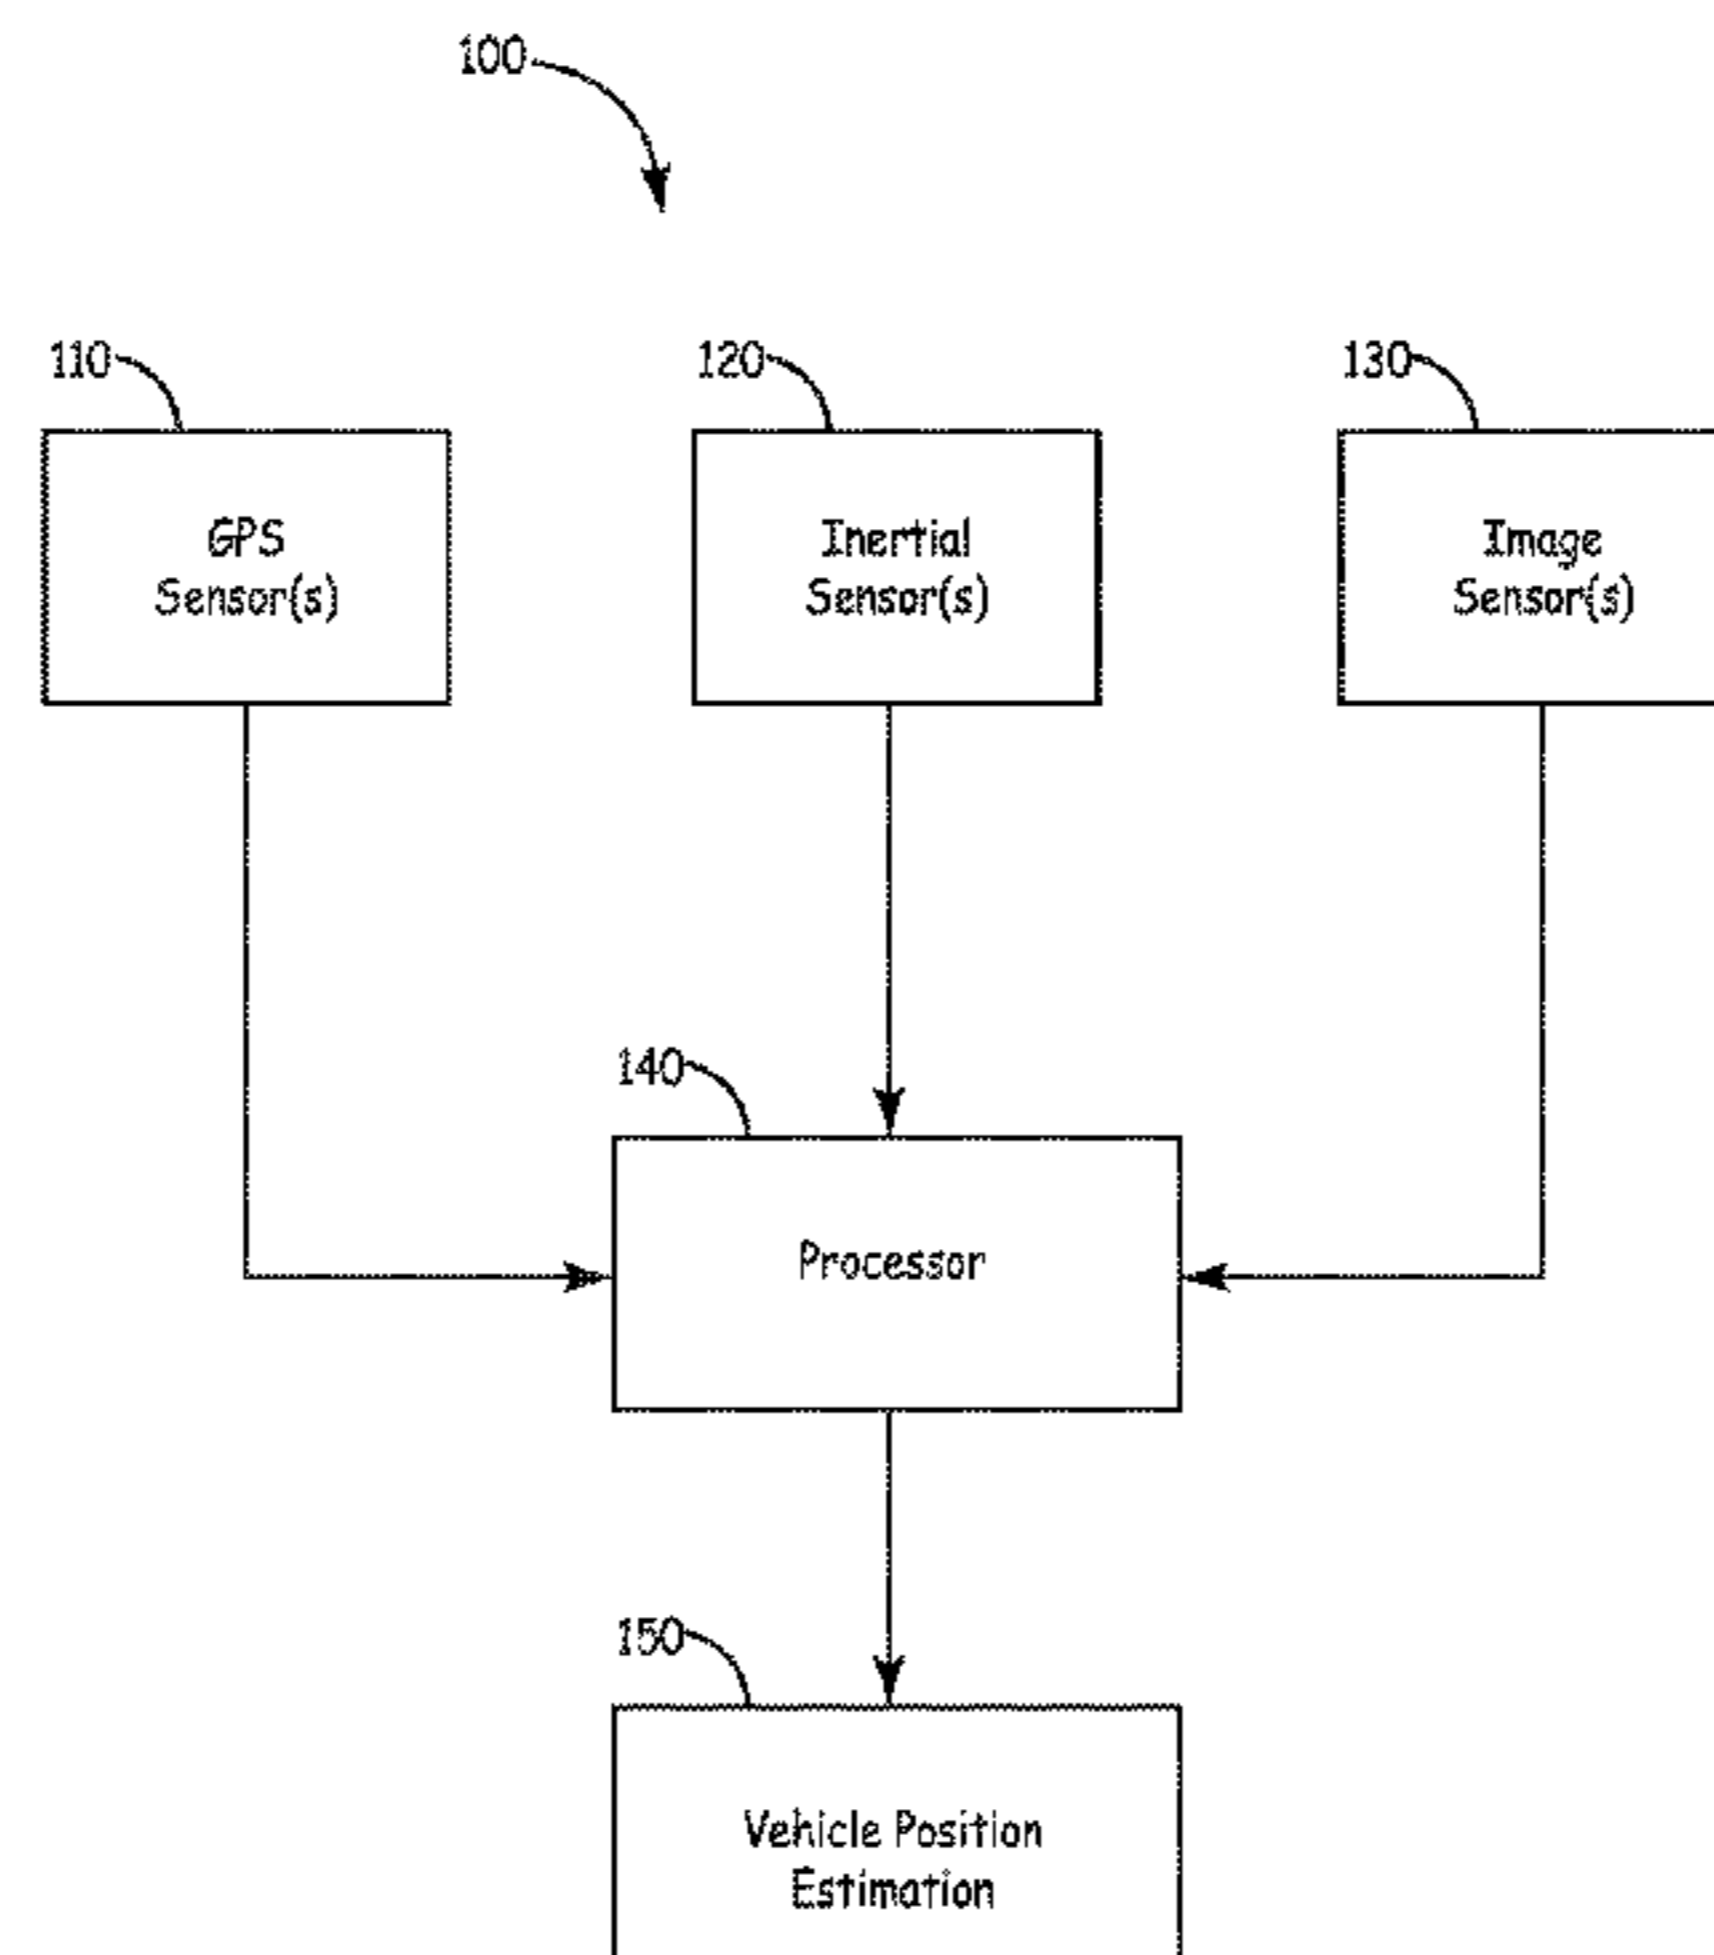 100
110
120
130
GPS
Sensor(s)
Inertial
Sensor(s)
Image
Sensor(s)
140
Processor
150
Vehicle Position
Estimation